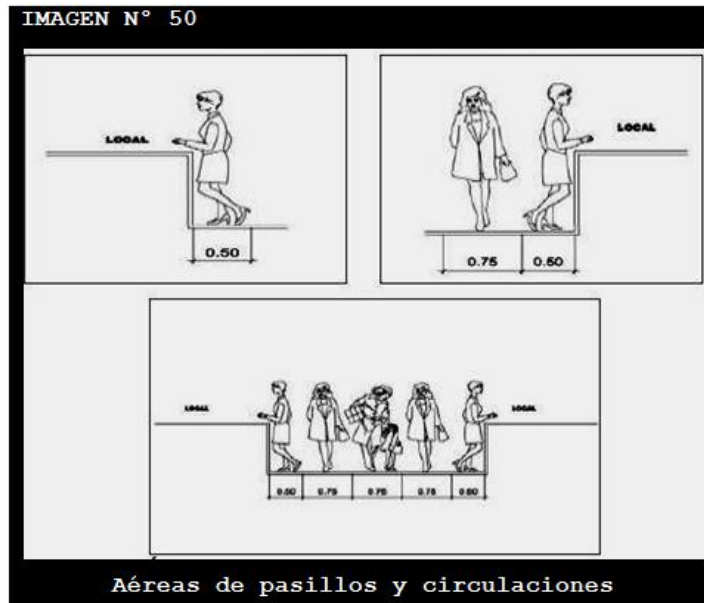 IMAGEN N° 50
LOCAL
0.50
LOCAL
0.75 0.50
LOCAL LOCAL
0.50 0.75 0.75 0.75 0.50
Aéreas de pasillos y circulaciones